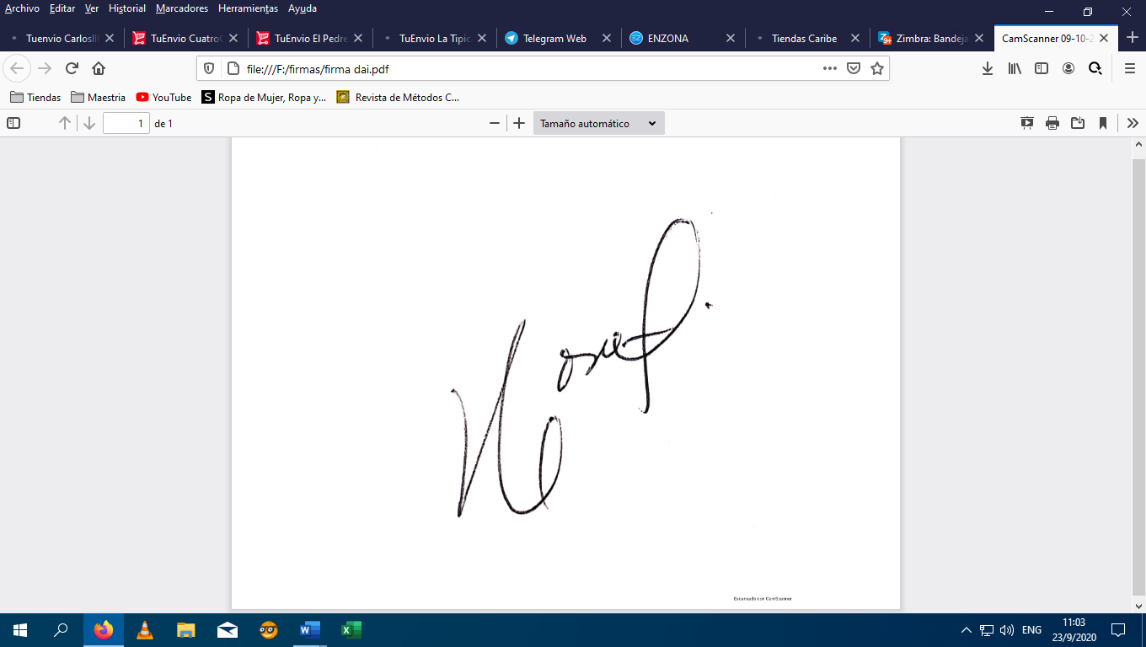 Archivo Editar Ver Historial Marcadores Herramientas Ayuda
Tuenvio Carlos TuEnvio Cuatro TuEnvio El Pedre TuEnvio La Tipic Telegram Web ENZONA Tiendas Caribe Zimbra: Bandeja CamScanner 09-10-2
file:///F:/firmas/firma dai.pdf
Tiendas Maestria YouTube S Ropa de Mujer, Ropa y... Revista de Métodos C...
1 de 1 Tamaño automático
Escaneado con CamScanner
ENG 11:03
23/9/2020